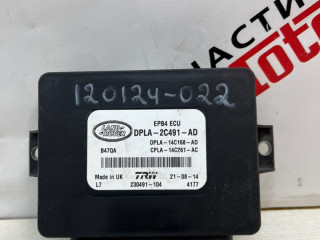 ЧАСТИ
120124-022
LAND ROVER
EPB4 ECU
DPLA-2C491-AD
DPLA-14C168-AD
B47QA
CPLA-14C261-AC
Made in UK
TRW
21-08-14
L7
230491-104
4177